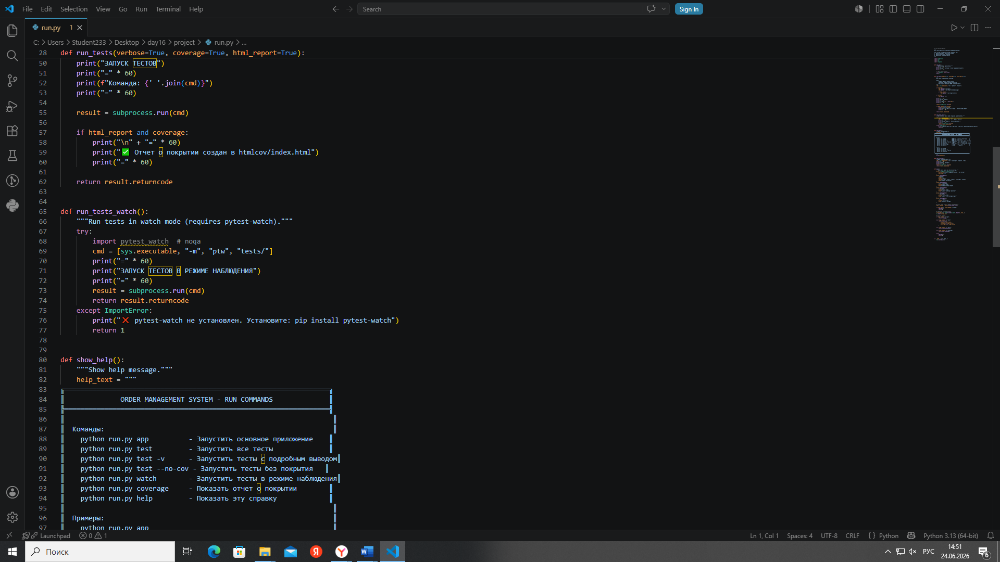 File Edit Selection View Go Run Terminal Help Search Sign In
run.py 1
C: > Users > Student233 > Desktop > day16 > project > run.py > ...
28 def run_tests(verbose=True, coverage=True, html_report=True):
50 print("ЗАПУСК ТЕСТОВ")
51 print("=" * 60)
52 print(f"Команда: {' '.join(cmd)}")
53 print("=" * 60)
54
55 result = subprocess.run(cmd)
56
57 if html_report and coverage:
58 print("\n" + "=" * 60)
59 print("✅ Отчет о покрытии создан в htmlcov/index.html")
60 print("=" * 60)
61
62 return result.returncode
63
64
65 def run_tests_watch():
66 """Run tests in watch mode (requires pytest-watch)."""
67 try:
68 import pytest_watch # noqa
69 cmd = [sys.executable, "-m", "ptw", "tests/"]
70 print("=" * 60)
71 print("ЗАПУСК ТЕСТОВ В РЕЖИМЕ НАБЛЮДЕНИЯ")
72 print("=" * 60)
73 result = subprocess.run(cmd)
74 return result.returncode
75 except ImportError:
76 print("❌ pytest-watch не установлен. Установите: pip install pytest-watch")
77 return 1
78
79
80 def show_help():
81 """Show help message."""
82 help_text = """
83
84 ║ ORDER MANAGEMENT SYSTEM - RUN COMMANDS ║
85
86 ║ ║
87 ║ Команды: ║
88 ║ python run.py app - Запустить основное приложение ║
89 ║ python run.py test - Запустить все тесты ║
90 ║ python run.py test -v - Запустить тесты с подробным выводом║
91 ║ python run.py test --no-cov - Запустить тесты без покрытия ║
92 ║ python run.py watch - Запустить тесты в режиме наблюдения║
93 ║ python run.py coverage - Показать отчет о покрытии ║
94 ║ python run.py help - Показать эту справку ║
95 ║ ║
96 ║ Примеры: ║
97 ║ python run.py app ║
Launchpad 0 1 Ln 1, Col 1 Spaces: 4 UTF-8 CRLF { } Python Python 3.13 (64-bit)
Поиск РУС 14:51
24.06.2026 6